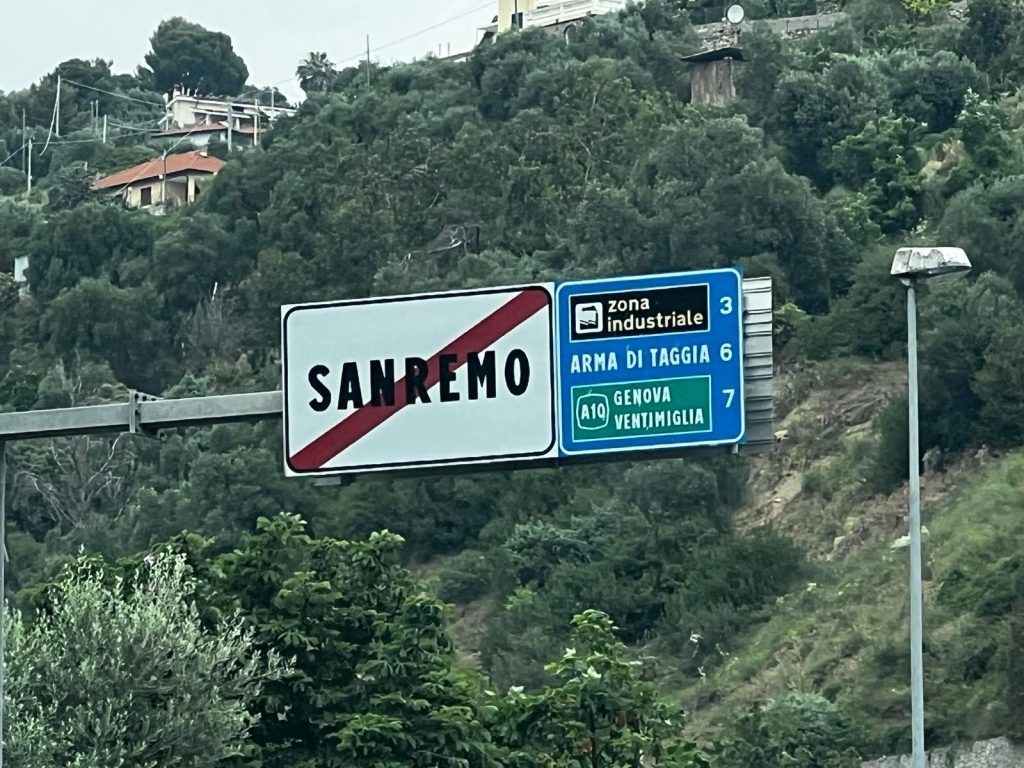 SANREMO
zona
industriale 3
ARMA DI TAGGIA 6
A10 GENOVA
VENTIMIGLIA 7